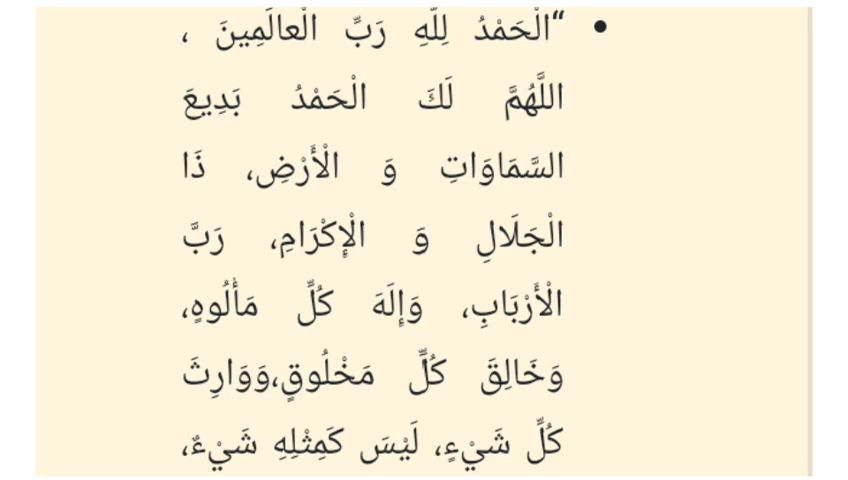 • “الْحَمْدُ لِلَّهِ رَبِّ الْعالَمِينَ ،
اللَّهُمَّ لَكَ الْحَمْدُ بَدِيعَ
السَّمَاوَاتِ وَ الْأَرْضِ، ذَا
الْجَلَالِ وَ الْإِكْرَامِ، رَبَّ
الْأَرْبَابِ، وَإِلَهَ كُلِّ مَأْلُوهٍ،
وَخَالِقَ كُلِّ مَخْلُوقٍ،وَوَارِثَ
كُلِّ شَيْءٍ، لَيْسَ كَمِثْلِهِ شَيْءٌ،